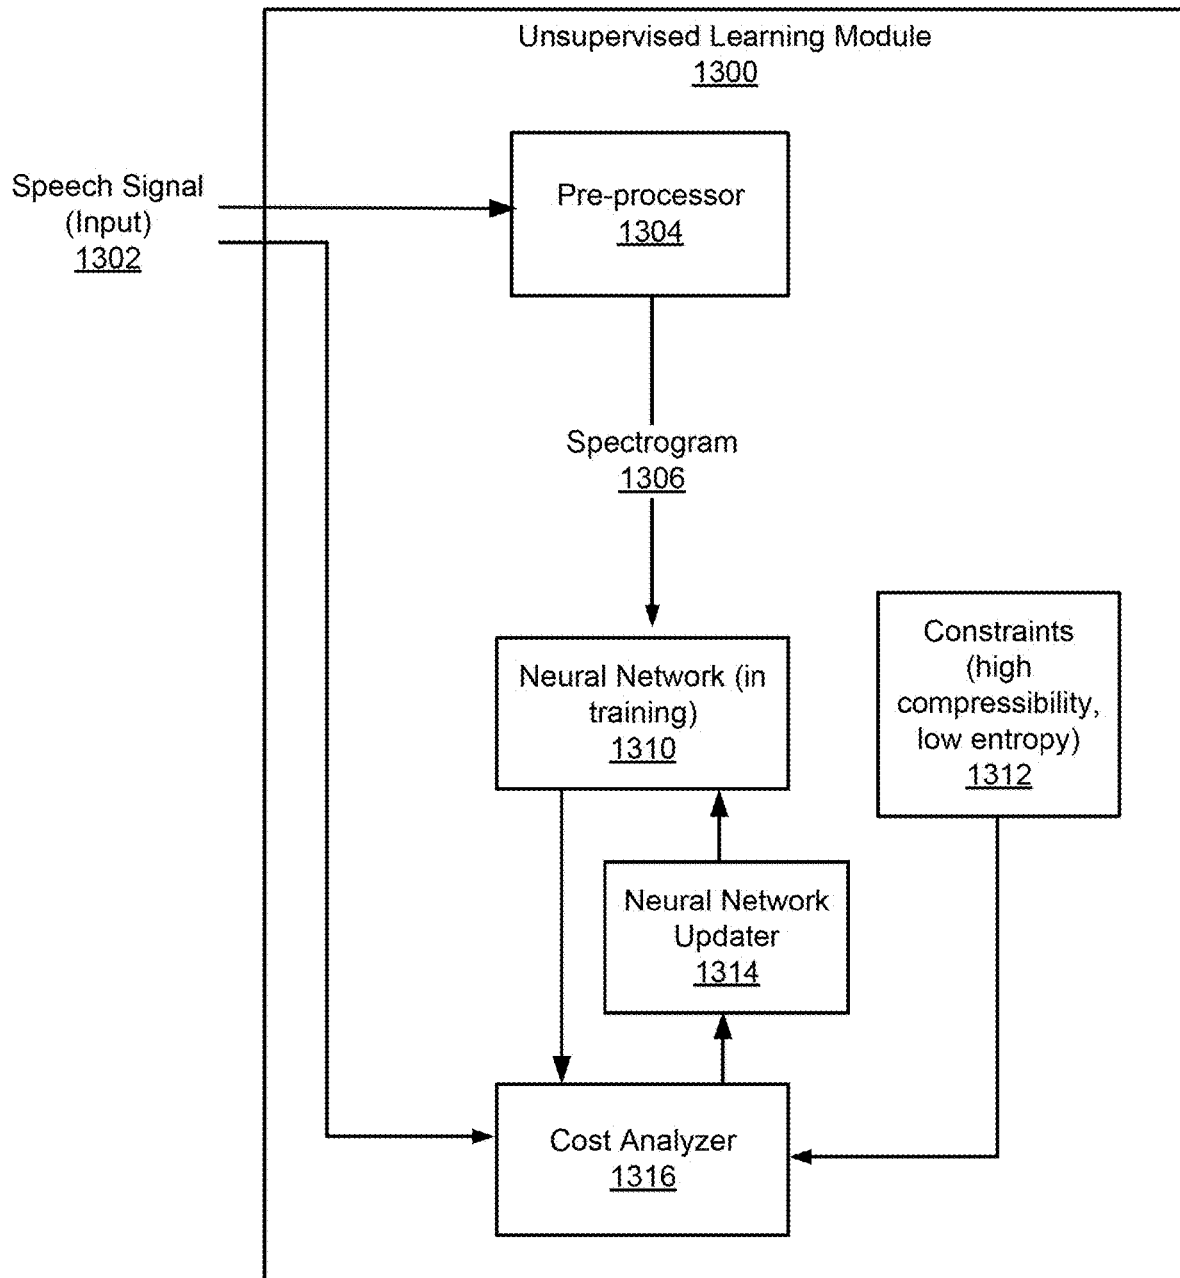 Unsupervised Learning Module
1300
Speech Signal
(Input)
1302
Pre-processor
1304
Spectrogram
1306
Neural Network (in
training)
1310
Constraints
(high
compressibility,
low entropy)
1312
Neural Network
Updater
1314
Cost Analyzer
1316